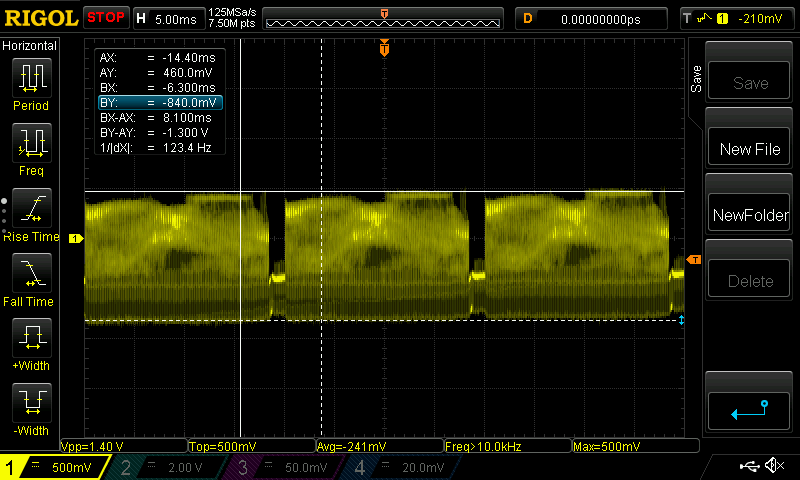 RIGOL STOP H 5.00ms 125MSa/s 7.50M pts T D 0.00000000ps T 1 -210mV
Horizontal
Period
Freq
Rise Time
Fall Time
+Width
-Width
AX: = -14.40ms
AY: = 460.0mV
BX: = -6.300ms
BY: = -840.0mV
BX-AX: = 8.100ms
BY-AY: = -1.300 V
1/|dX|: = 123.4 Hz
T
1
T
Save
Save
New File
NewFolder
Delete
Vpp=1.40 V Top=500mV Avg=-241mV Freq>10.0kHz Max=500mV
1 = 500mV 2 = 2.00 V 3 = 50.0mV 4 = 20.0mV